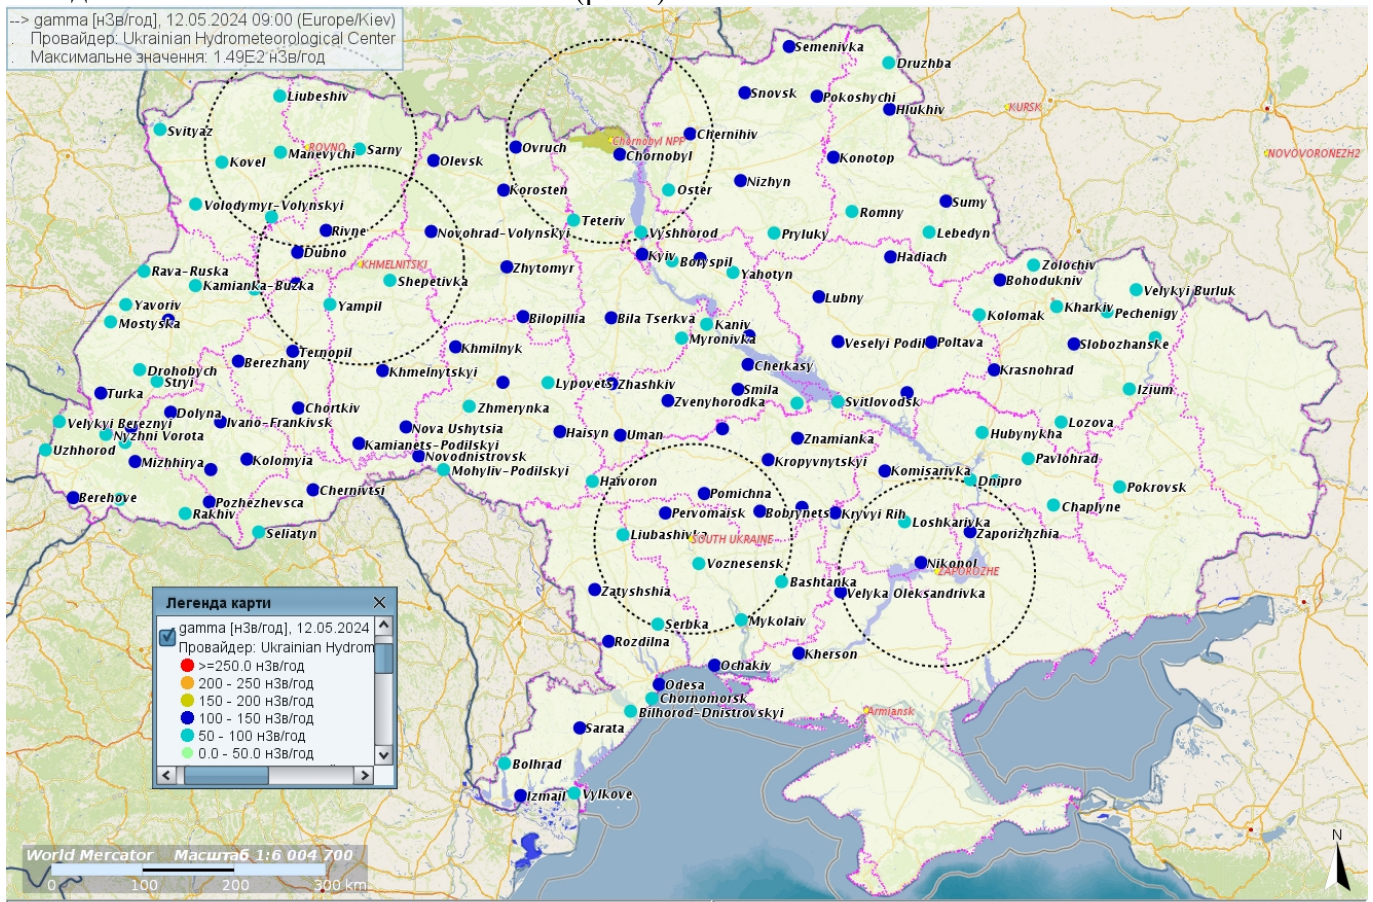 --> gamma [нЗв/год], 12.05.2024 09:00 (Europe/Kiev)
Провайдер: Ukrainian Hydrometeorological Center
Максимальне значення: 1.49E2 нЗв/год
Semenivka
Druzhba
Liubeshiv
Snovsk
Pokoshychi
KURSK
Hlukhiv
Svityaz
Chernihiv
Chornobyl NPP
ROVNO
Sarny
Ovruch
Manevychi
Kovel
Olevsk
Chornobyl
Konotop
NOVOVORONEZH2
Nizhyn
Korosten
Oster
Volodymyr-Volynskyi
Sumy
Romny
Teteriv
Rivne
Novohrad-Volynskyi
Vyshhorod
Pryluky
Lebedyn
Dubno
Kyiv
Boryspil
Hadiach
KHMELNITSKI
Zhytomyr
Zolochiv
Rava-Ruska
Yahotyn
Shepetivka
Bohodukniv
Kamianka-Buzka
Velykyi Burluk
Lubny
Yavoriv
Yampil
Kharkiv
Pechenigy
Kolomak
Mostyska
Bilopillia
Bila Tserkva
Kaniv
Myronivka
Veselyi Podil
Poltava
Slobozhanske
Khmilnyk
Ternopil
Berezhany
Cherkasy
Krasnohrad
Drohobych
Khmelnytskyi
Stryi
Lypovets
Zhashkiv
Smila
Izium
Turka
Zvenyhorodka
Svitlovodsk
Chortkiv
Zhmerynka
Dolyna
Velykyi Bereznyi
Ivano-Frankivsk
Lozova
Nova Ushytsia
Haisyn
Uman
Hubynykha
Nyzhni Vorota
Znamianka
Kamianets-Podilskyi
Uzhhorod
Novodnistrovsk
Mizhhirya
Kolomyia
Kropyvnytskyi
Pavlohrad
Mohyliv-Podilskyi
Komisarivka
Haivoron
Dnipro
Pokrovsk
Chernivtsi
Pomichna
Berehove
Pozhezhevsca
Chaplyne
Rakhiv
Pervomaisk
Bobrynets
Kryvyi Rih
Loshkarivka
Seliatyn
Liubashivka
SOUTH UKRAINE
Zaporizhzhia
Voznesensk
Nikopol
ZAPOROZHE
Bashtanka
Zatyshshia
Velyka Oleksandrivka
Serbka
Mykolaiv
Rozdilna
Kherson
Ochakiv
Odesa
Chornomorsk
Bilhorod-Dnistrovskyi
Armiansk
Sarata
Bolhrad
Izmail
Vylkove
Легенда карти
gamma [нЗв/год], 12.05.2024
Провайдер: Ukrainian Hydrom
>=250.0 нЗв/год
200 - 250 нЗв/год
150 - 200 нЗв/год
100 - 150 нЗв/год
50 - 100 нЗв/год
0.0 - 50.0 нЗв/год
World Mercator Масштаб 1:6 004 700
0 100 200 300 km
N